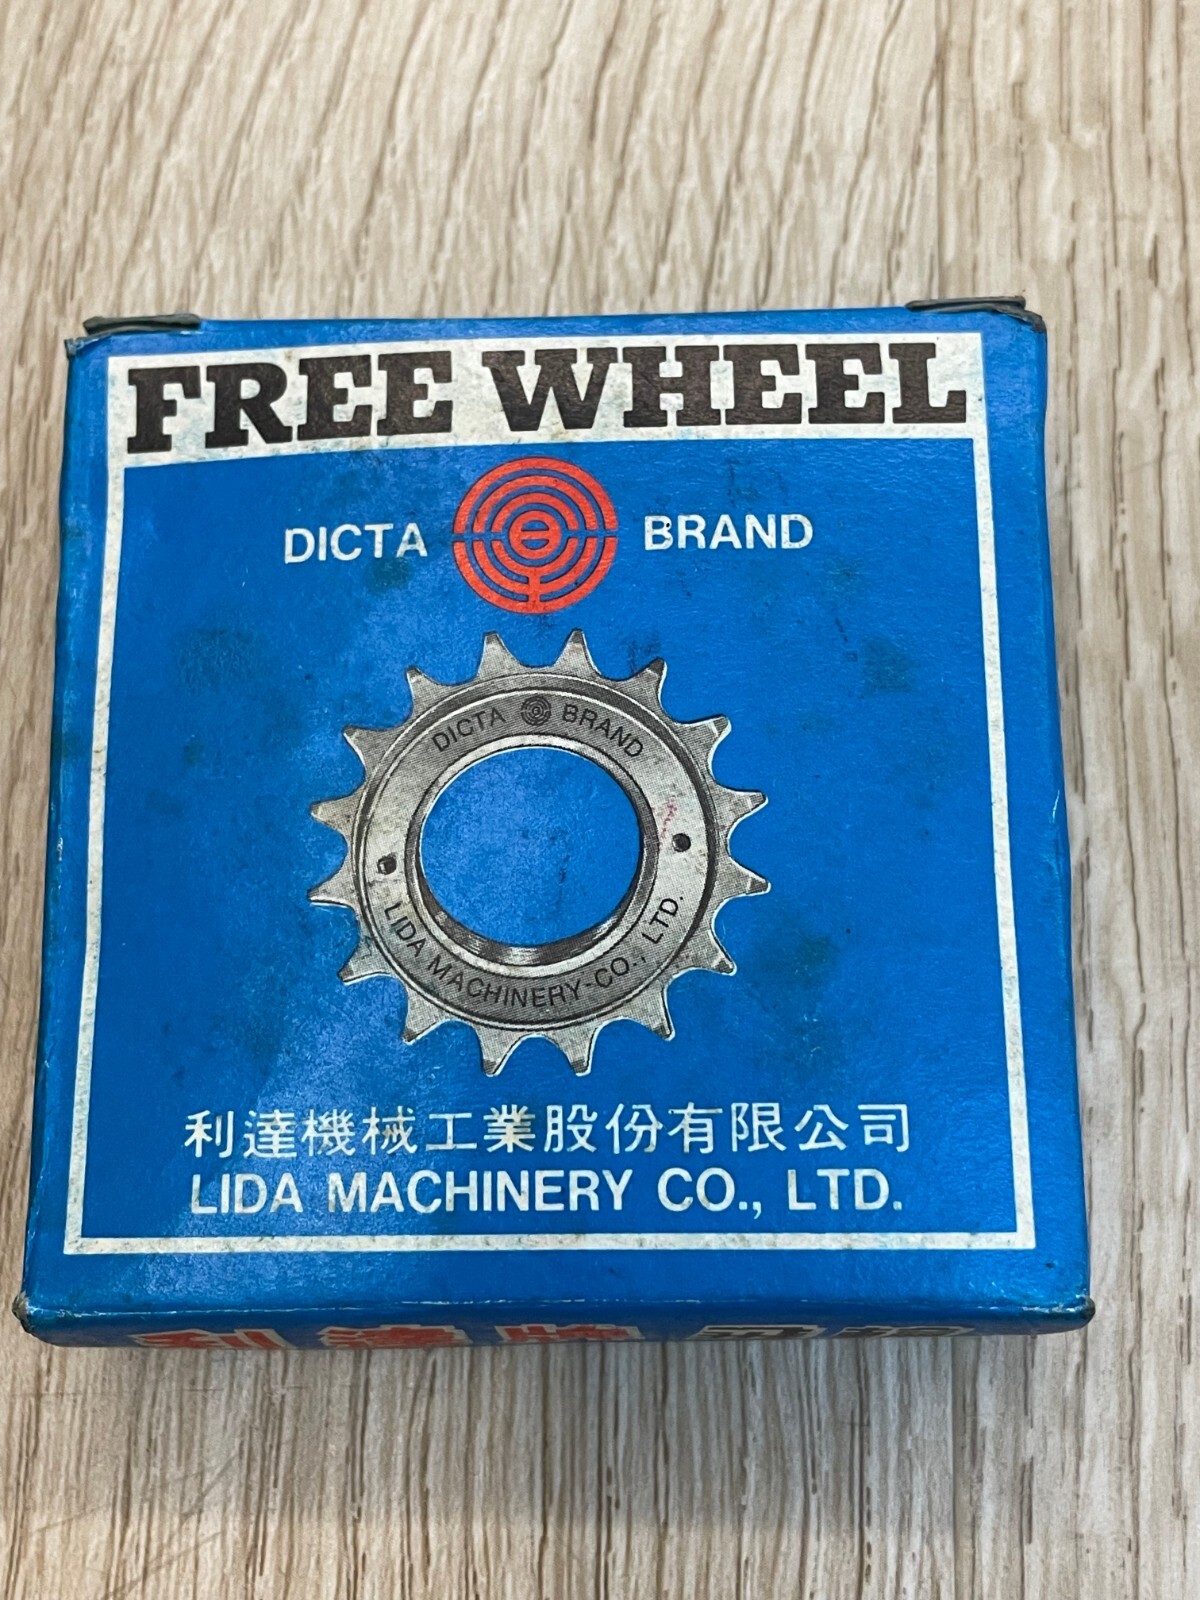 FREE WHEEL
DICTA BRAND
DICTA BRAND
LIDA MACHINERY-CO., LTD.
利達機械工業股份有限公司
LIDA MACHINERY CO., LTD.